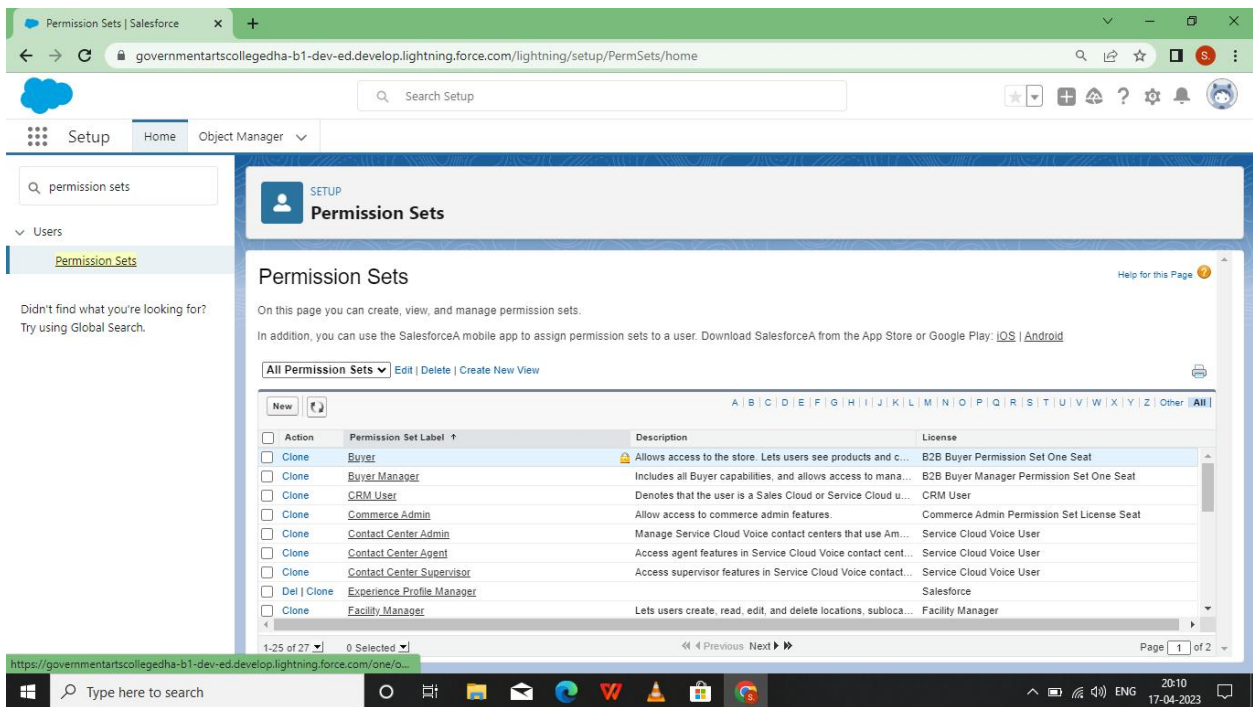 Permission Sets | Salesforce
governmentartscollegedha-b1-dev-ed.develop.lightning.force.com/lightning/setup/PermSets/home
S.
Search Setup
Setup
Home
Object Manager
permission sets
Users
Permission Sets
Didn't find what you're looking for?
Try using Global Search.
SETUP
Permission Sets
Permission Sets
Help for this Page
On this page you can create, view, and manage permission sets.
In addition, you can use the SalesforceA mobile app to assign permission sets to a user. Download SalesforceA from the App Store or Google Play: iOS | Android
All Permission Sets Edit | Delete | Create New View
New
A | B | C | D | E | F | G | H | I | J | K | L | M | N | O | P | Q | R | S | T | U | V | W | X | Y | Z | Other All |
Action Permission Set Label ↑ Description License
Clone Buyer Allows access to the store. Lets users see products and c... B2B Buyer Permission Set One Seat
Clone Buyer Manager Includes all Buyer capabilities, and allows access to mana... B2B Buyer Manager Permission Set One Seat
Clone CRM User Denotes that the user is a Sales Cloud or Service Cloud u... CRM User
Clone Commerce Admin Allow access to commerce admin features. Commerce Admin Permission Set License Seat
Clone Contact Center Admin Manage Service Cloud Voice contact centers that use Am... Service Cloud Voice User
Clone Contact Center Agent Access agent features in Service Cloud Voice contact cent... Service Cloud Voice User
Clone Contact Center Supervisor Access supervisor features in Service Cloud Voice contact... Service Cloud Voice User
Del | Clone Experience Profile Manager Salesforce
Clone Facility Manager Lets users create, read, edit, and delete locations, subloca... Facility Manager
1-25 of 27 0 Selected Previous Next Page 1 of 2
https://governmentartscollegedha-b1-dev-ed.develop.lightning.force.com/one/o...
Type here to search
ENG
20:10
17-04-2023